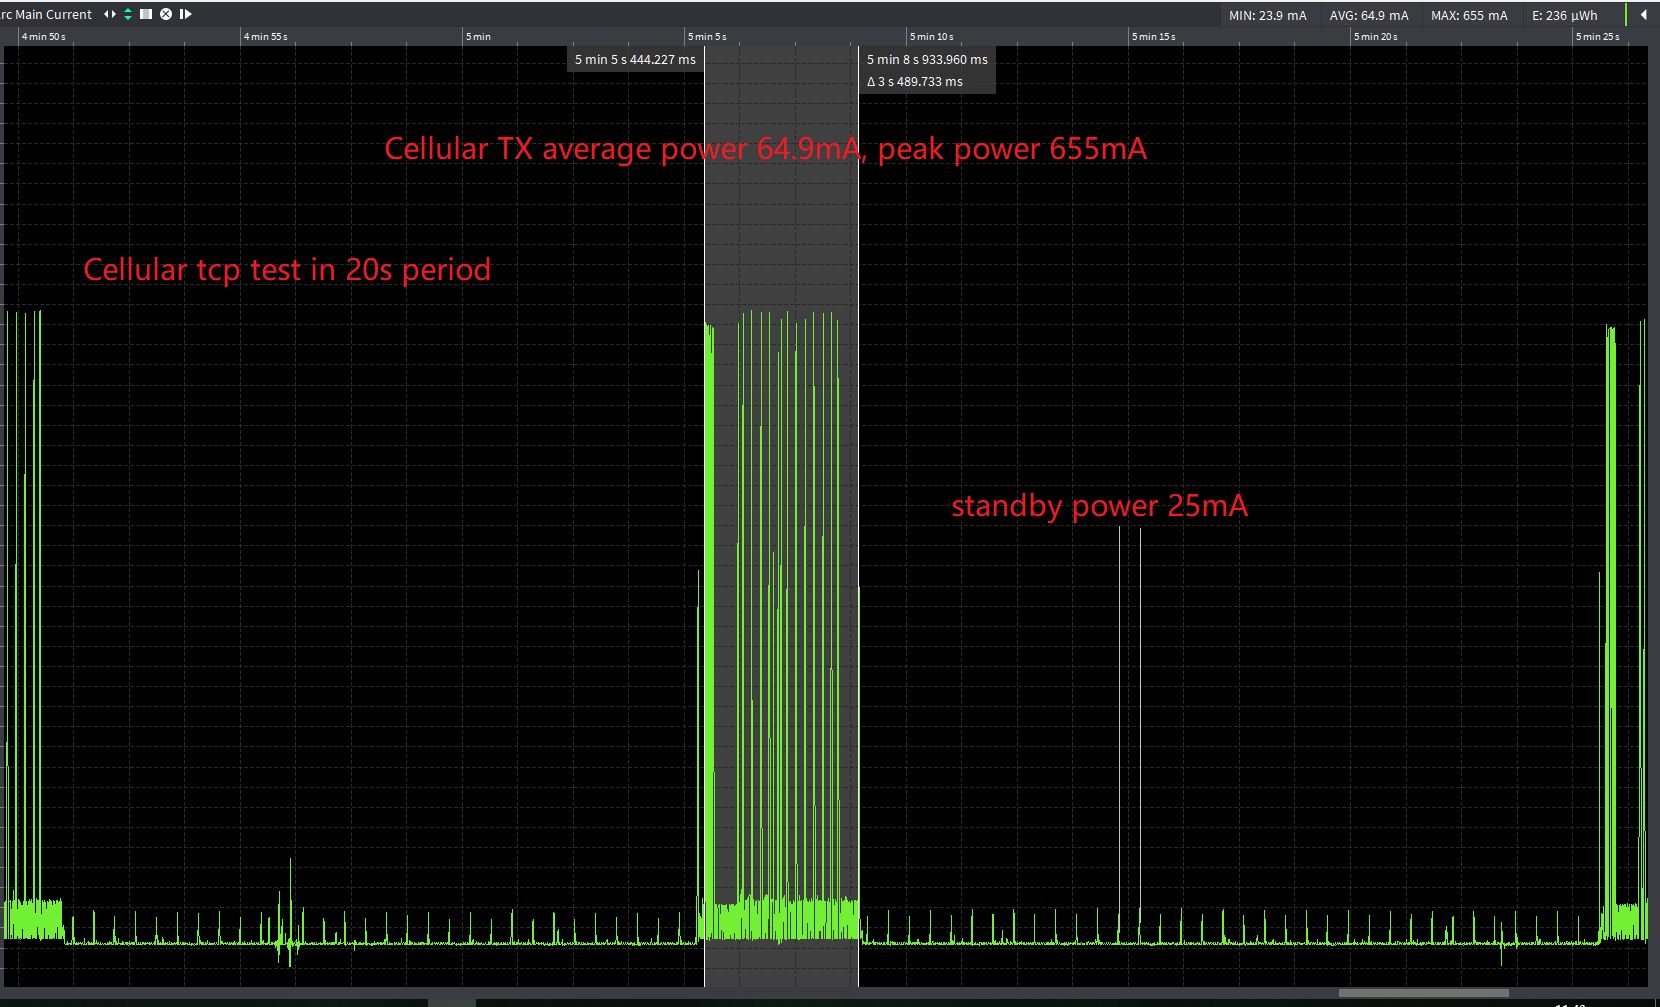 rc Main Current
MIN: 23.9 mA AVG: 64.9 mA MAX: 655 mA E: 236 µWh
4 min 50 s 4 min 55 s 5 min 5 min 5 s 5 min 10 s 5 min 15 s 5 min 20 s 5 min 25 s
5 min 5 s 444.227 ms 5 min 8 s 933.960 ms
Δ 3 s 489.733 ms
Cellular TX average power 64.9mA, peak power 655mA
Cellular tcp test in 20s period
standby power 25mA